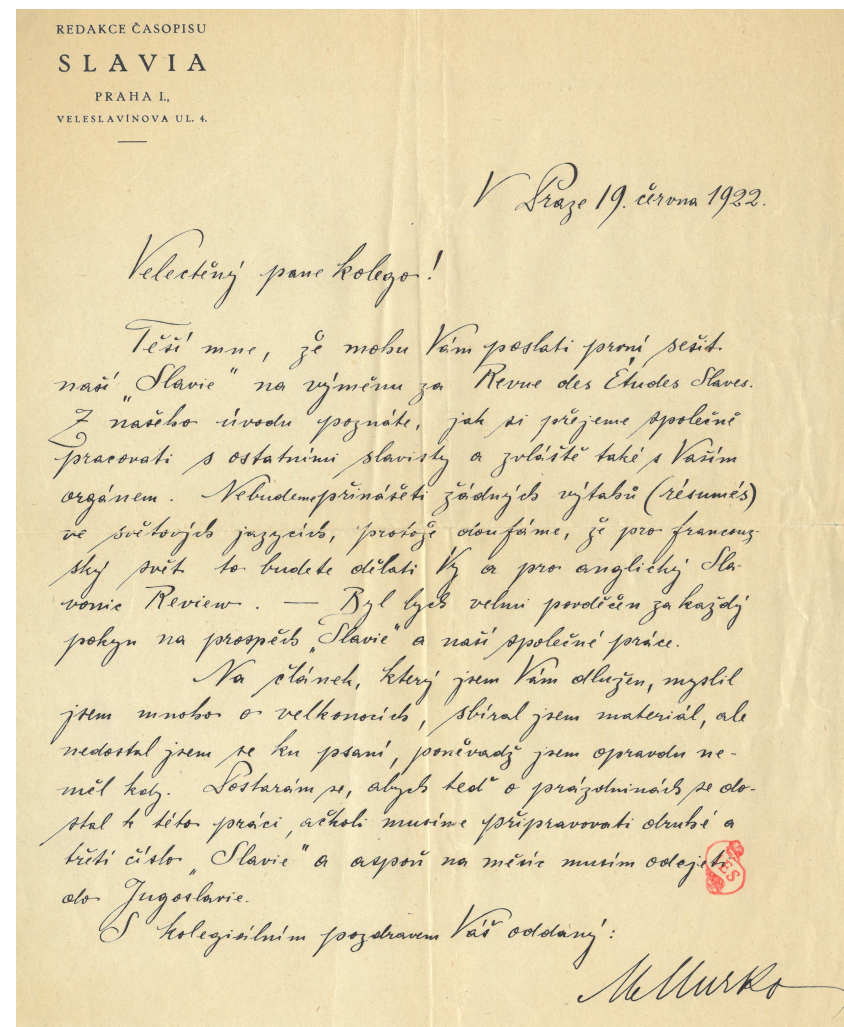 REDAKCE ČASOPISU
SLAVIA
PRAHA I.,
VELESLAVÍNOVA UL. 4.
V Praze 19. června 1922.
Velectěný pane kolego!
Těší mne, že mohu Vám poslati první sešit
naší „Slavie“ na výměnu za Revue des Études Slaves.
Z našeho úvodu poznáte, jak si přejeme společně
pracovati s ostatními slavisty a zvláště také s Vaším
orgánem. Nebudeme přinášeti žádných výtahů (résumés)
ve světových jazycích, protože doufáme, že pro francouz-
ský svět to budete dělati Vy a pro anglický Sla-
vonic Review. — Byl bych velmi povděčen za každý
pokyn na prospěch „Slavie“ a naší společné práce.
Na článek, který jsem Vám dlužen, myslil
jsem mnoho o velkonocích, sbíral jsem materiál, ale
nedostal jsem se ku psaní, poněvadž jsem opravdu ne-
měl kdy. Postarám se, abych teď o prázdninách se do-
stal k této práci, ačkoli musíme připravovati druhé a
třetí číslo „Slavie“ a aspoň na měsíc musím odejeti
do Jugoslavie.
S kolegiálním pozdravem Váš oddaný:
M Murko
IES